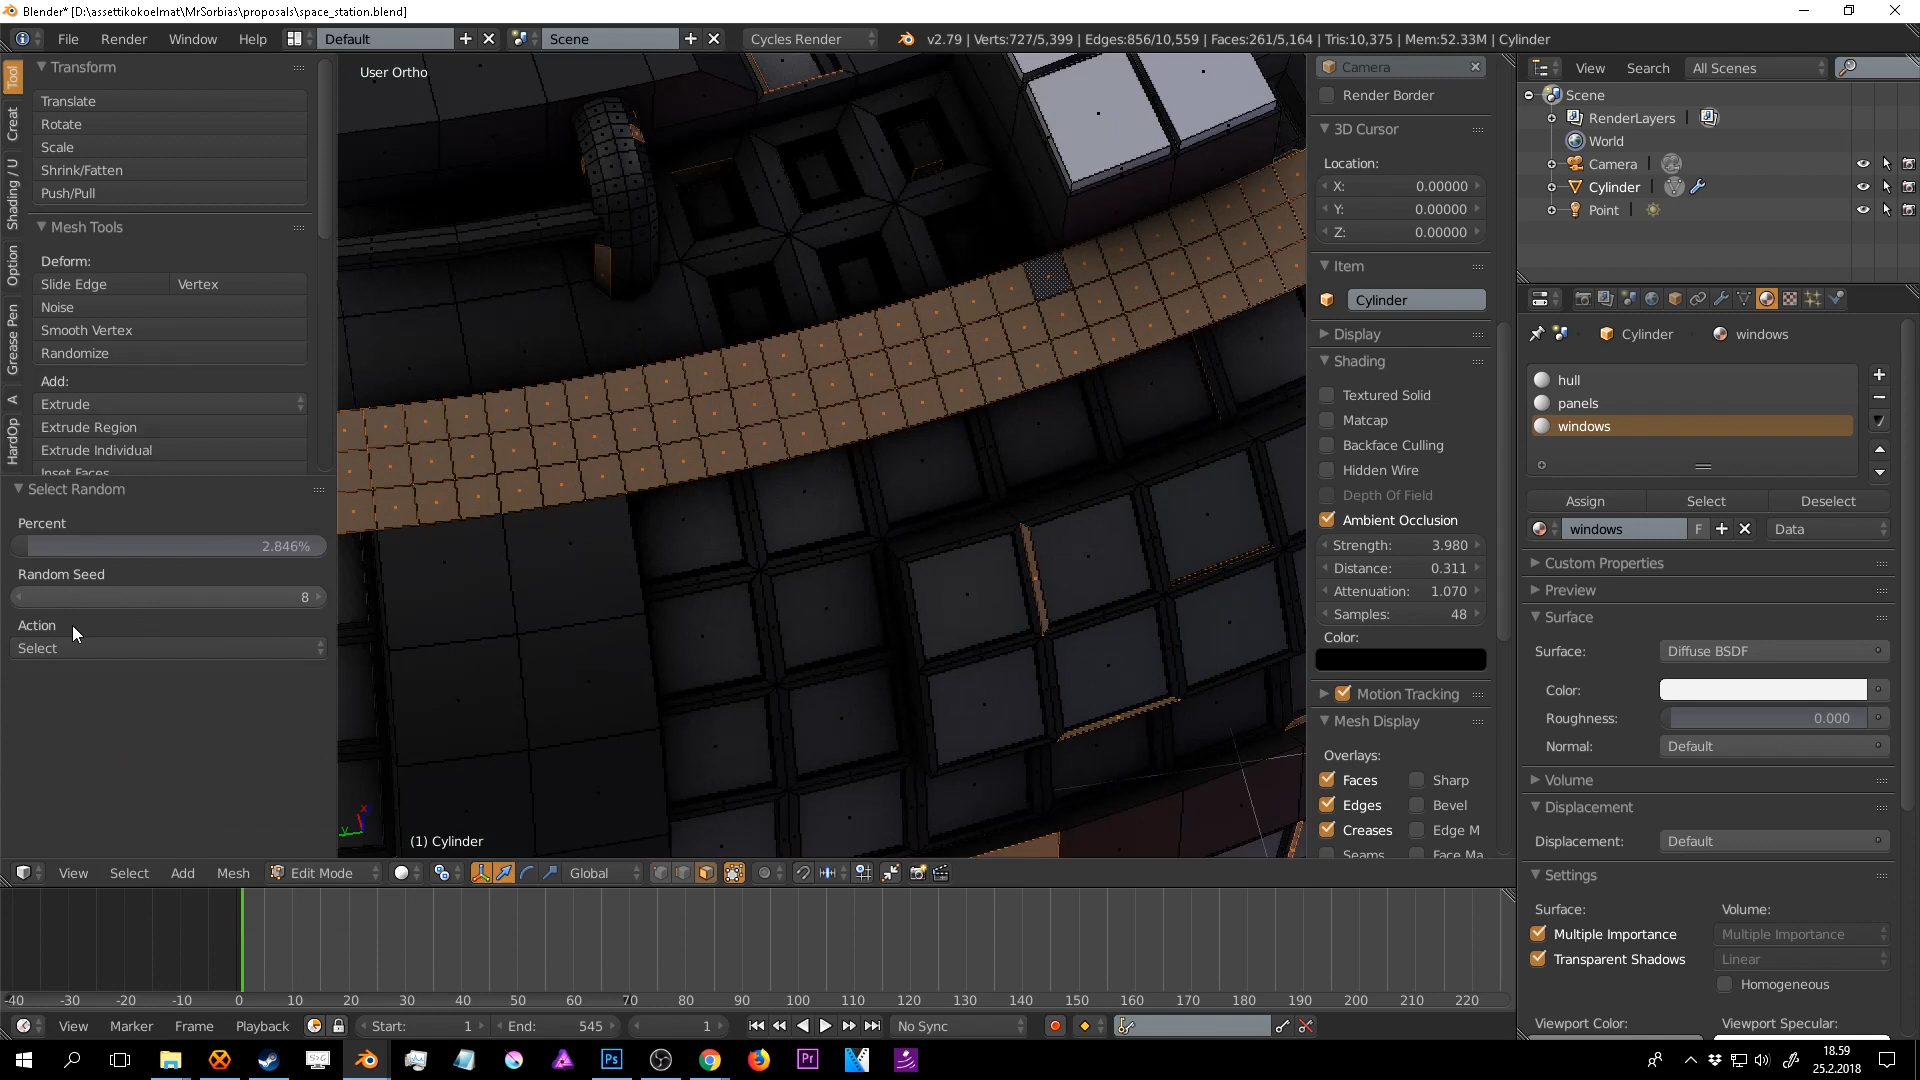 Blender* [D:\assettikokoelmat\MrSorbias\proposals\space_station.blend]
File Render Window Help Default Scene Cycles Render v2.79 | Verts:727/5,399 | Edges:856/10,559 | Faces:261/5,164 | Tris:10,375 | Mem:52.33M | Cylinder
Tool
Creat
Shading / U
Option
Grease Pen
A
HardOp
Transform
Translate
Rotate
Scale
Shrink/Fatten
Push/Pull
Mesh Tools
Deform:
Slide Edge Vertex
Noise
Smooth Vertex
Randomize
Add:
Extrude
Extrude Region
Extrude Individual
Inset Faces
Select Random
Percent
2.846%
Random Seed
8
Action
Select
User Ortho
(1) Cylinder
Camera
Render Border
3D Cursor
Location:
X: 0.00000
Y: 0.00000
Z: 0.00000
Item
Cylinder
Display
Shading
Textured Solid
Matcap
Backface Culling
Hidden Wire
Depth Of Field
Ambient Occlusion
Strength: 3.980
Distance: 0.311
Attenuation: 1.070
Samples: 48
Color:
Motion Tracking
Mesh Display
Overlays:
Faces Sharp
Edges Bevel
Creases Edge M
Seams Face Ma
View Search All Scenes
Scene
RenderLayers
World
Camera
Cylinder
Point
Cylinder windows
hull
panels
windows
Assign Select Deselect
windows F Data
Custom Properties
Preview
Surface
Surface: Diffuse BSDF
Color:
Roughness: 0.000
Normal: Default
Volume
Displacement
Displacement: Default
Settings
Surface: Volume:
Multiple Importance Multiple Importance
Transparent Shadows Linear
Homogeneous
Viewport Color: Viewport Specular:
View Select Add Mesh Edit Mode Global
-40 -30 -20 -10 0 10 20 30 40 50 60 70 80 90 100 110 120 130 140 150 160 170 180 190 200 210 220
View Marker Frame Playback Start: 1 End: 545 1 No Sync
Ps Pr
18.59
25.2.2018